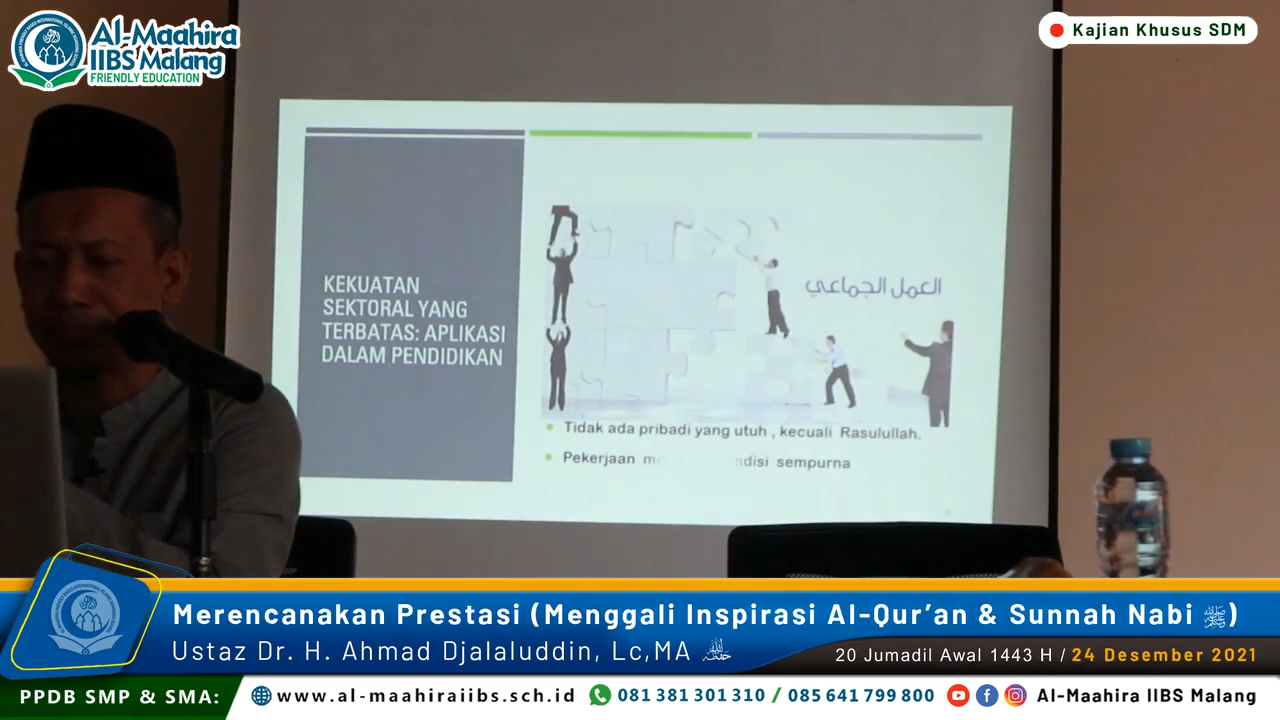 Al-Maahira
IIBS Malang
FRIENDLY EDUCATION
Kajian Khusus SDM
KEKUATAN
SEKTORAL YANG
TERBATAS: APLIKASI
DALAM PENDIDIKAN
العمل الجماعي
Tidak ada pribadi yang utuh , kecuali Rasulullah.
Pekerjaan sempurna
Merencanakan Prestasi (Menggali Inspirasi Al-Qur'an & Sunnah Nabi ﷺ)
Ustaz Dr. H. Ahmad Djalaluddin, Lc,MA
20 Jumadil Awal 1443 H / 24 Desember 2021
PPDB SMP & SMA: www.al-maahiraiibs.sch.id 081 381 301 310 / 085 641 799 800 Al-Maahira IIBS Malang